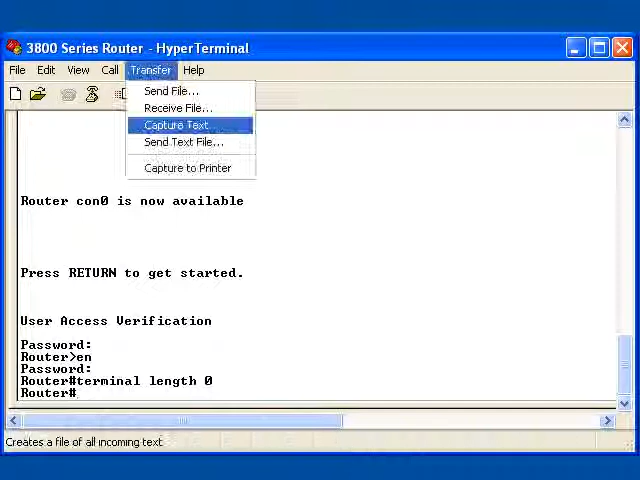 3800 Series Router - HyperTerminal
File Edit View Call Transfer Help
Send File...
Receive File...
Capture Text...
Send Text File...
Capture to Printer
Router con0 is now available
Press RETURN to get started.
User Access Verification
Password:
Router>en
Password:
Router#terminal length 0
Router#
Creates a file of all incoming text